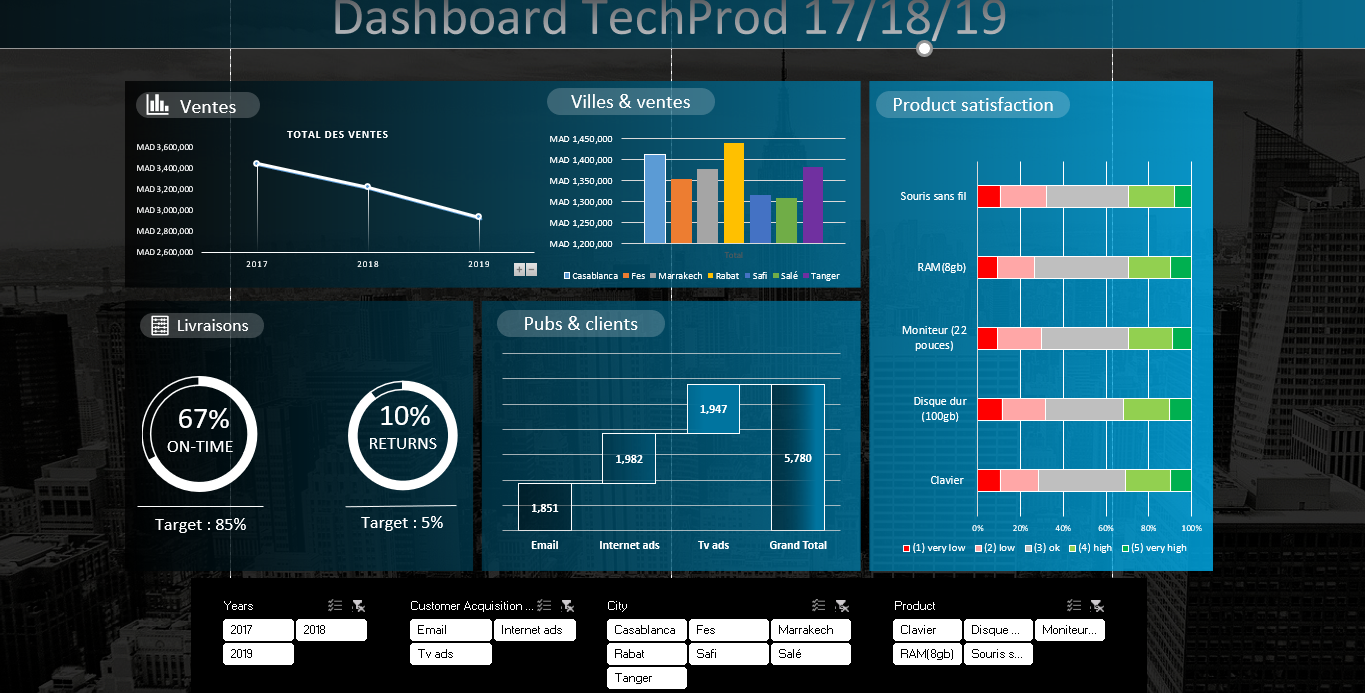 Dashboard TechProd 17/18/19
Ventes
TOTAL DES VENTES
MAD 3,600,000
MAD 3,400,000
MAD 3,200,000
MAD 3,000,000
MAD 2,800,000
MAD 2,600,000
2017 2018 2019
+ −
Villes & ventes
MAD 1,450,000
MAD 1,400,000
MAD 1,350,000
MAD 1,300,000
MAD 1,250,000
MAD 1,200,000
Total
Casablanca Fes Marrakech Rabat Safi Salé Tanger
Product satisfaction
Souris sans fil
RAM(8gb)
Moniteur (22
pouces)
Disque dur
(100gb)
Clavier
0% 20% 40% 60% 80% 100%
(1) very low (2) low (3) ok (4) high (5) very high
Livraisons
67%
ON-TIME
Target : 85%
10%
RETURNS
Target : 5%
Pubs & clients
1,947
1,982
5,780
1,851
Email Internet ads Tv ads Grand Total
Years
2017 2018
2019
Customer Acquisition ...
Email Internet ads
Tv ads
City
Casablanca Fes Marrakech
Rabat Safi Salé
Tanger
Product
Clavier Disque ... Moniteur...
RAM(8gb) Souris s...